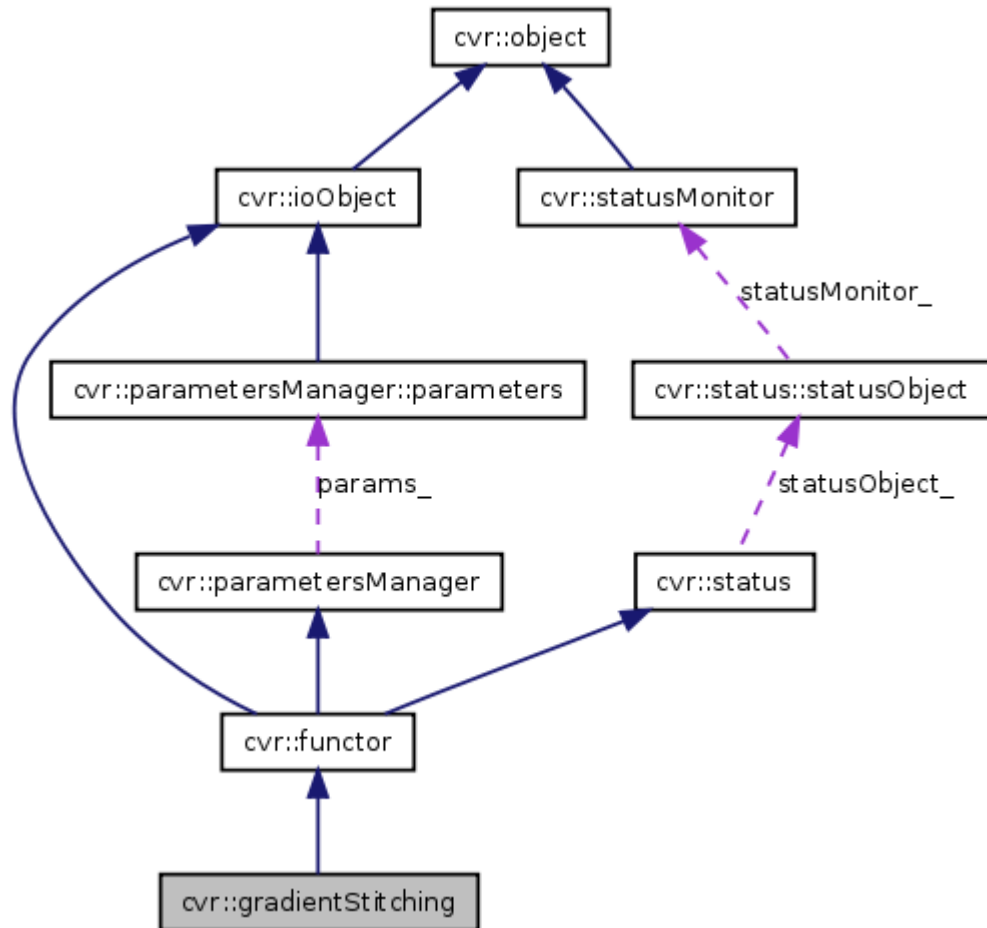 cvr::object
cvr::ioObject
cvr::statusMonitor
statusMonitor_
cvr::parametersManager::parameters
cvr::status::statusObject
params_
statusObject_
cvr::parametersManager
cvr::status
cvr::functor
cvr::gradientStitching